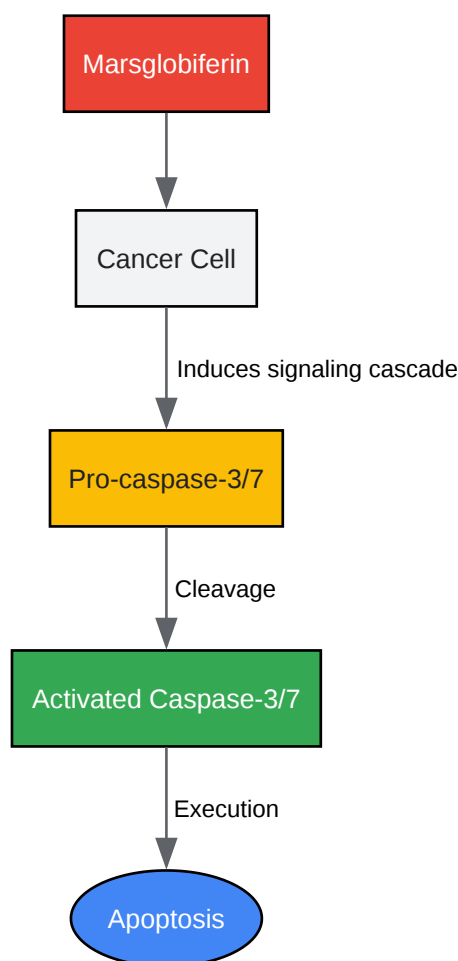 Marsglobiferin
Cancer Cell
Induces signaling cascade
Pro-caspase-3/7
Cleavage
Activated Caspase-3/7
Execution
Apoptosis